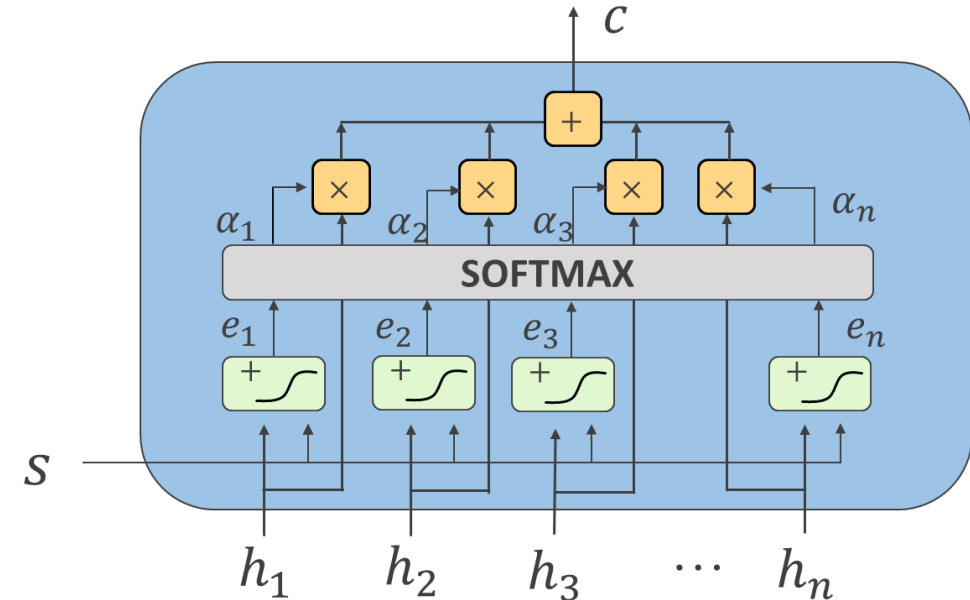 c
+
× × × ×
α₁ α₂ α₃ αₙ
SOFTMAX
e₁ e₂ e₃ eₙ
+ + + +
s
h₁ h₂ h₃ ⋯ hₙ